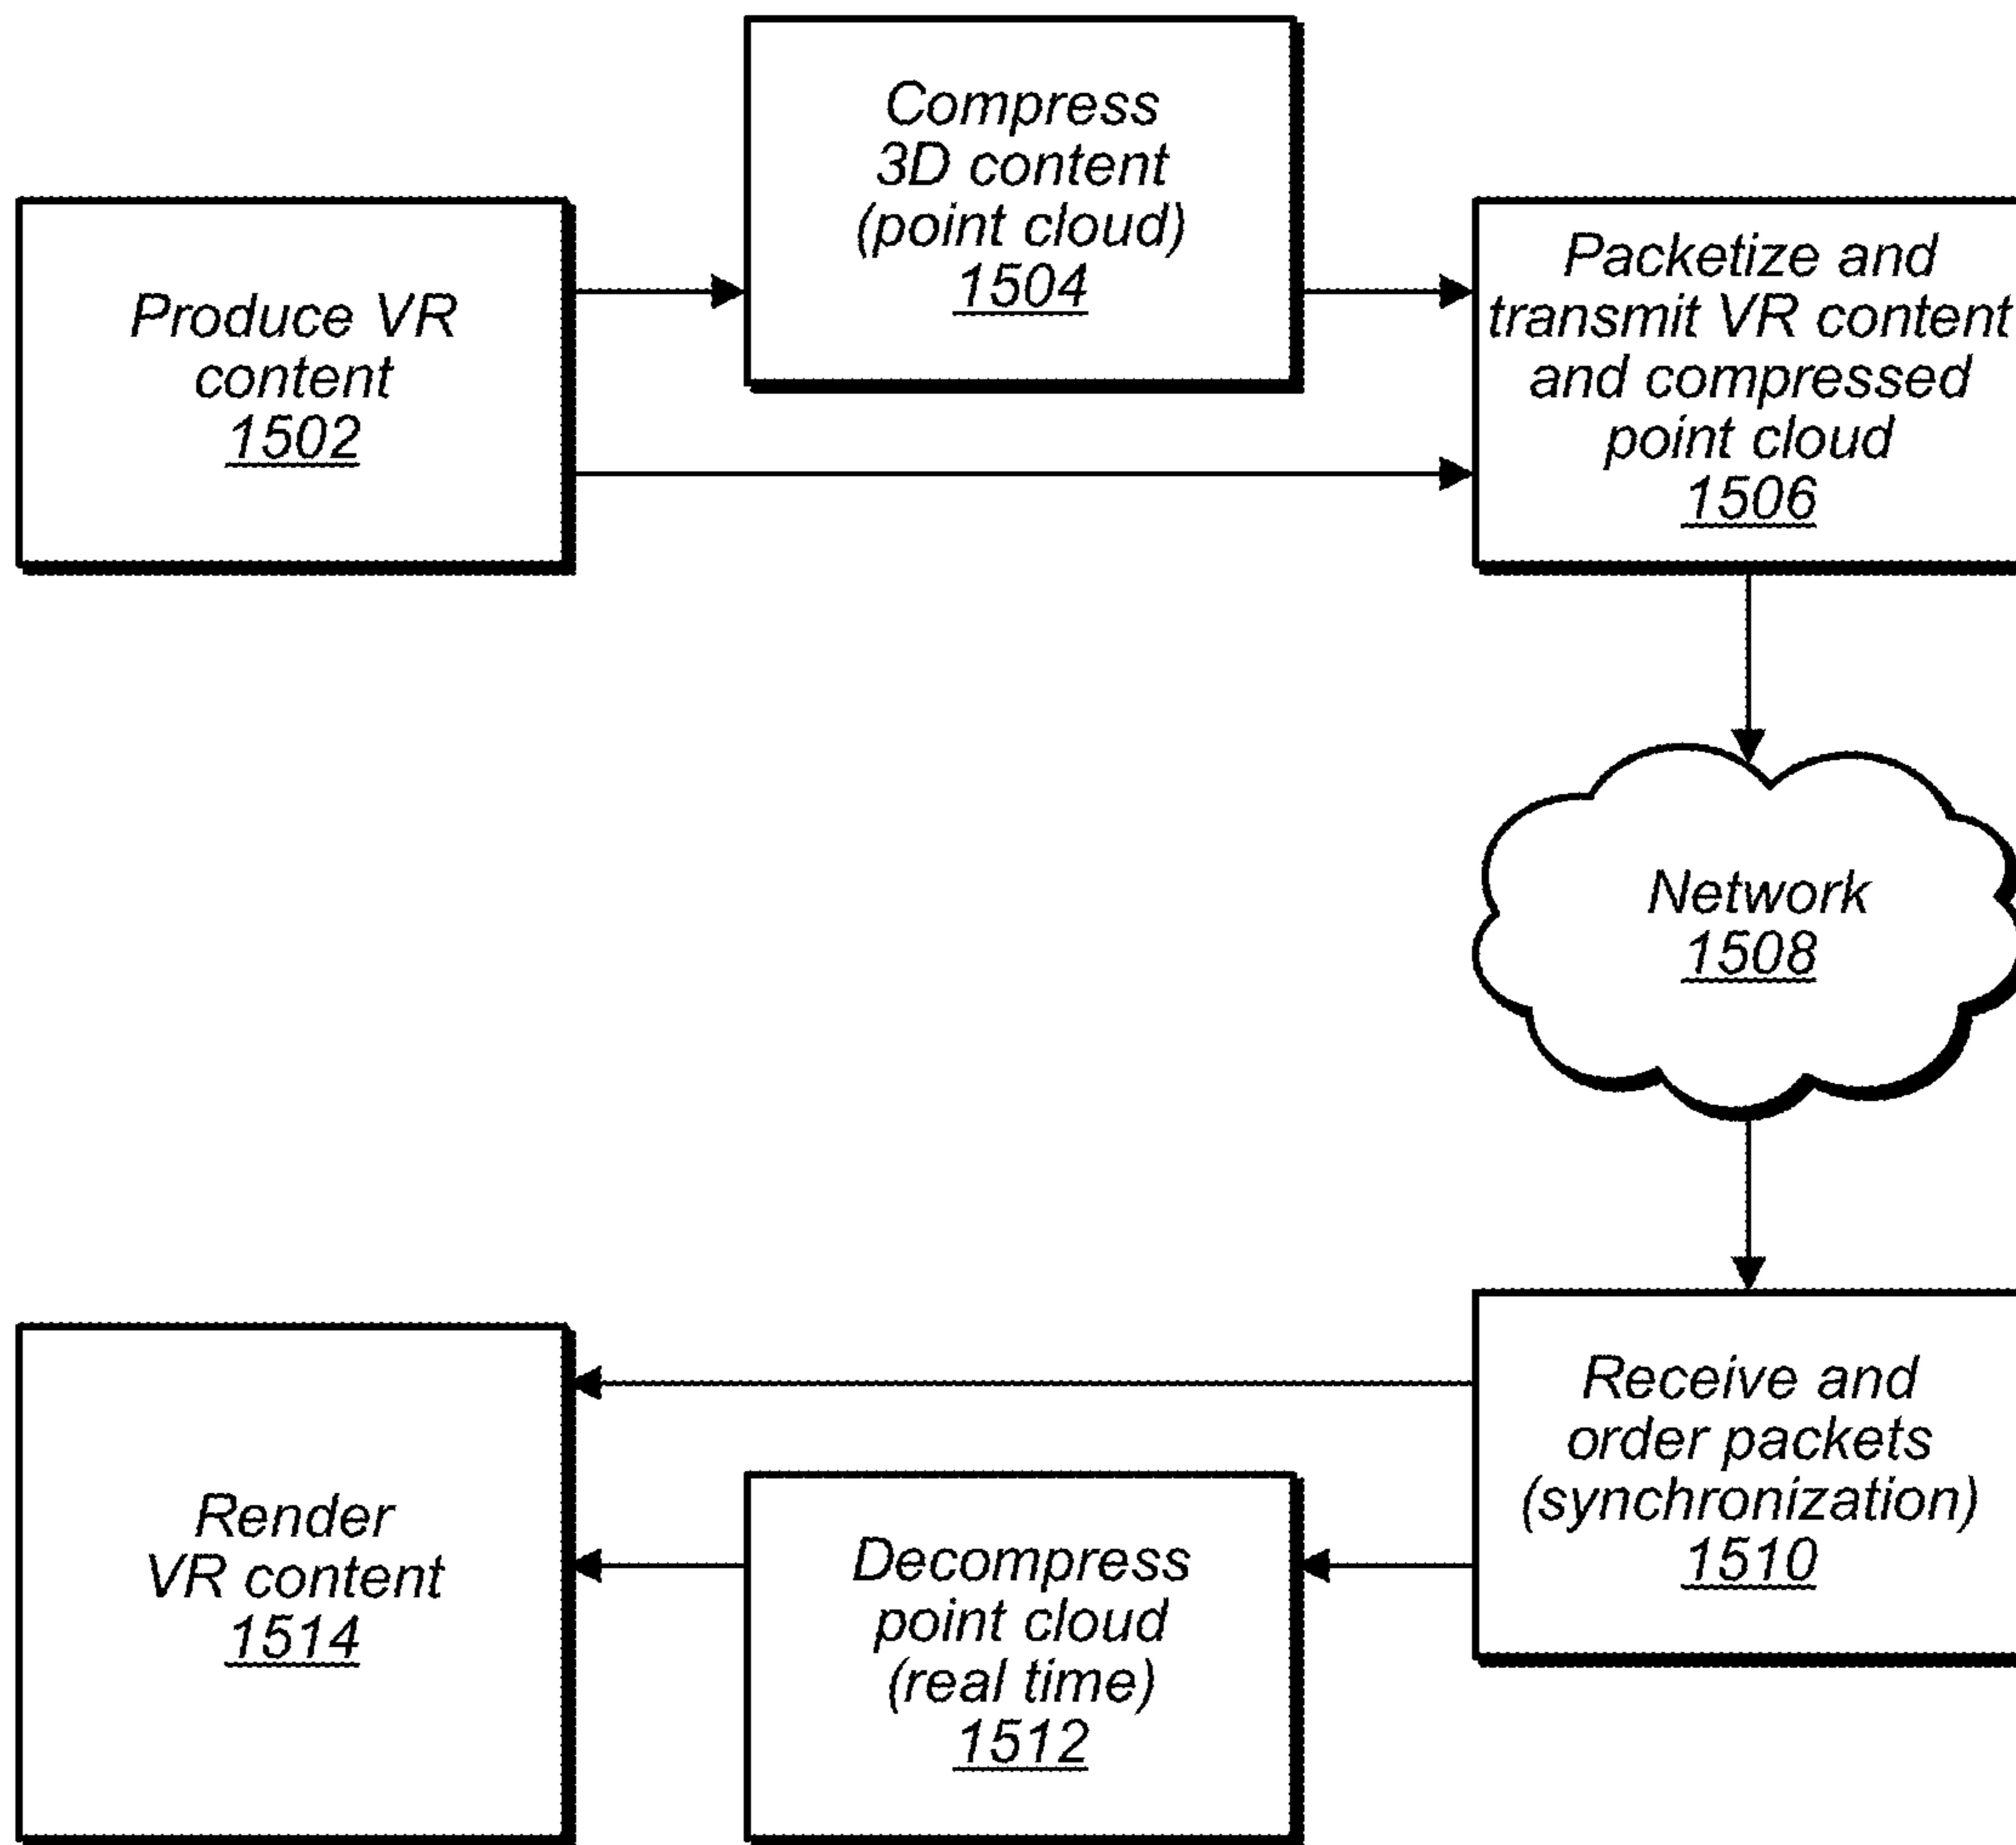 Produce VR
content
1502
Compress
3D content
(point cloud)
1504
Packetize and
transmit VR content
and compressed
point cloud
1506
Network
1508
Receive and
order packets
(synchronization)
1510
Decompress
point cloud
(real time)
1512
Render
VR content
1514